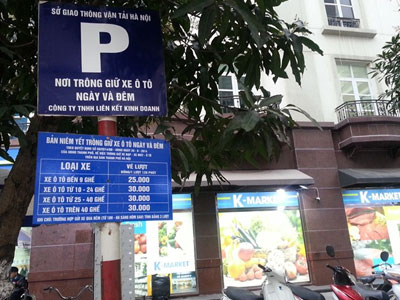 SỞ GIAO THÔNG VẬN TẢI HÀ NỘI
P
NƠI TRÔNG GIỮ XE Ô TÔ
NGÀY VÀ ĐÊM
CÔNG TY TNHH LIÊN KẾT KINH DOANH
BẢN NIÊM YẾT TRÔNG GIỮ XE Ô TÔ NGÀY VÀ ĐÊM
LOẠI XE VÉ LƯỢT
XE Ô TÔ ĐẾN 9 GHẾ 25.000
XE Ô TÔ TỪ 10 - 24 GHẾ 30.000
XE Ô TÔ TỪ 25 - 40 GHẾ 30.000
XE Ô TÔ TRÊN 40 GHẾ 30.000
K-MARKET
K-MARKET
K-MARKET